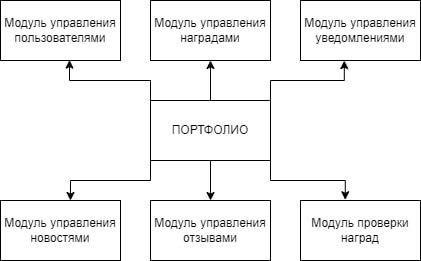 Модуль управления
пользователями
Модуль управления
наградами
Модуль управления
уведомлениями
ПОРТФОЛИО
Модуль управления
новостями
Модуль управления
отзывами
Модуль проверки
наград